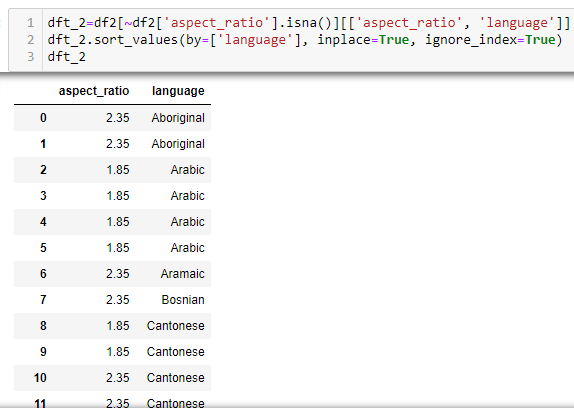 1 dft_2=df2[~df2['aspect_ratio'].isna()][['aspect_ratio', 'language']]
2 dft_2.sort_values(by=['language'], inplace=True, ignore_index=True)
3 dft_2
aspect_ratio language
0 2.35 Aboriginal
1 2.35 Aboriginal
2 1.85 Arabic
3 1.85 Arabic
4 1.85 Arabic
5 1.85 Arabic
6 2.35 Aramaic
7 2.35 Bosnian
8 1.85 Cantonese
9 1.85 Cantonese
10 2.35 Cantonese
11 2.35 Cantonese